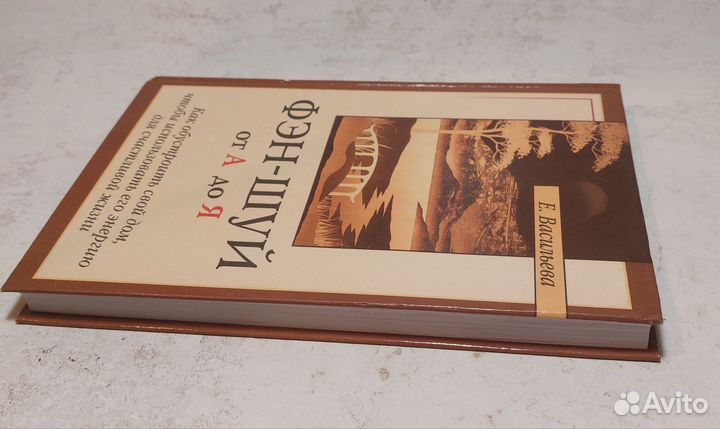 Е. Васильева
ФЭН-ШУЙ
от А до Я
Как обустроить свой дом,
чтобы использовать его энергию
для счастливой жизни
Avito